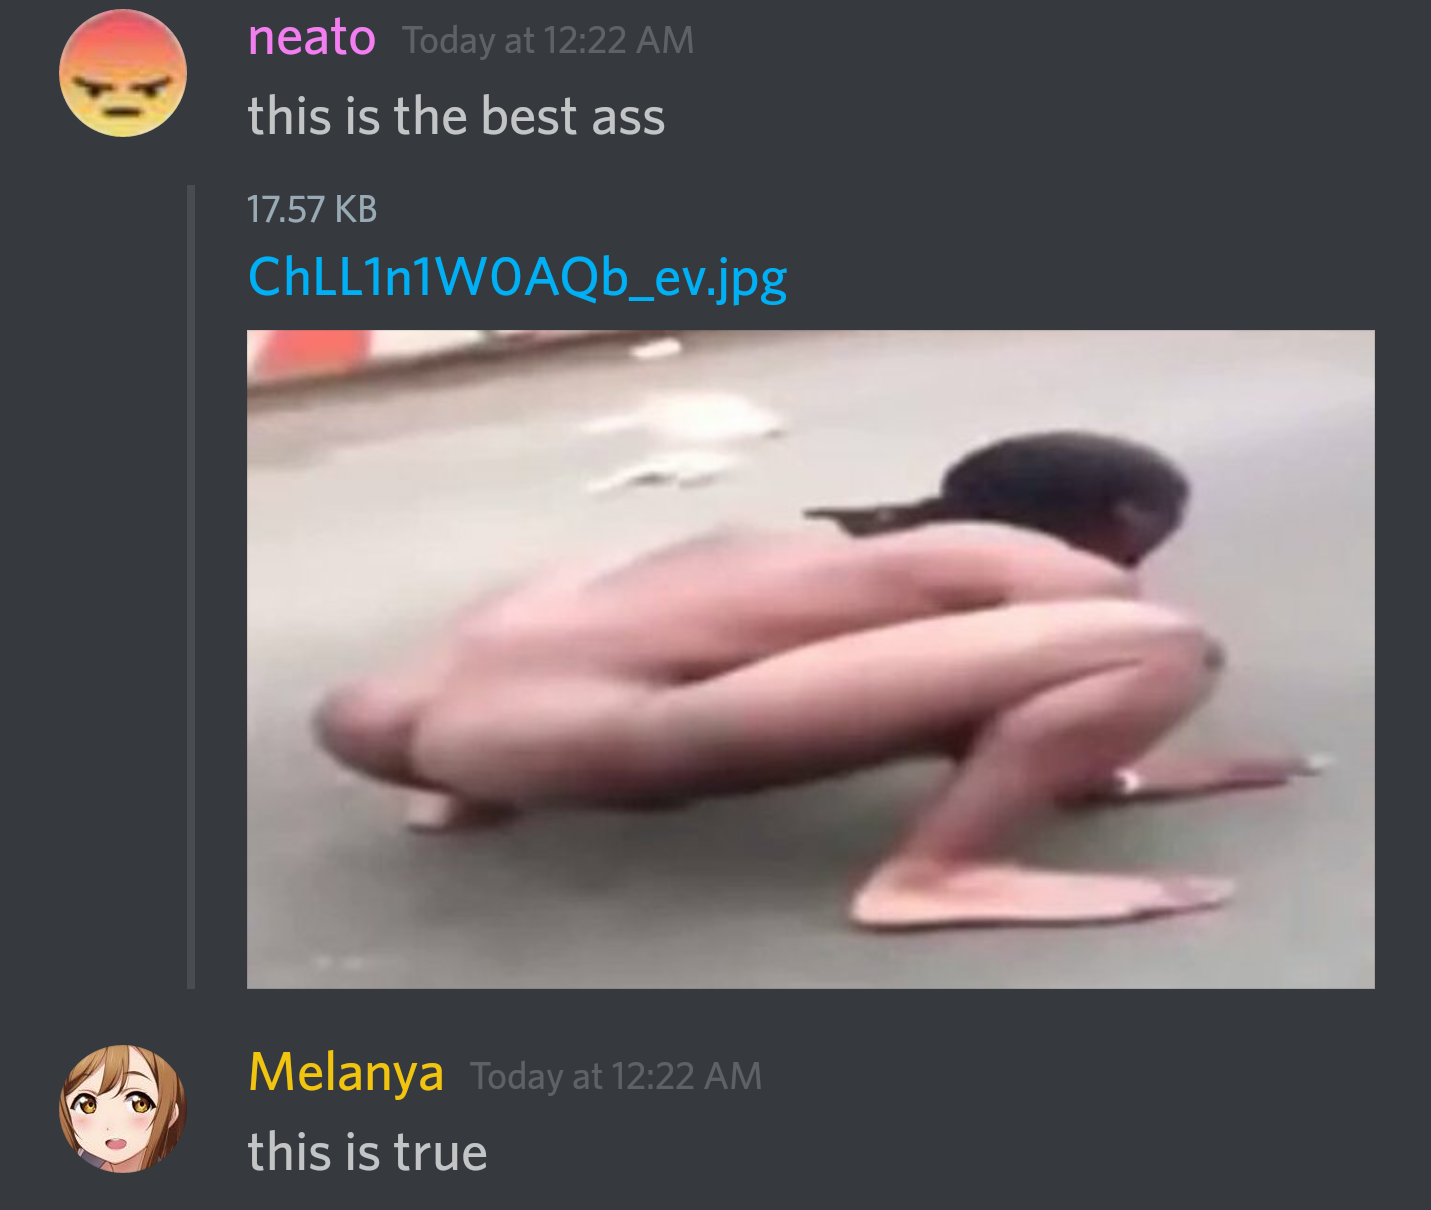 neato Today at 12:22 AM
this is the best ass
17.57 KB
ChLL1n1W0AQb_ev.jpg
Melanya Today at 12:22 AM
this is true